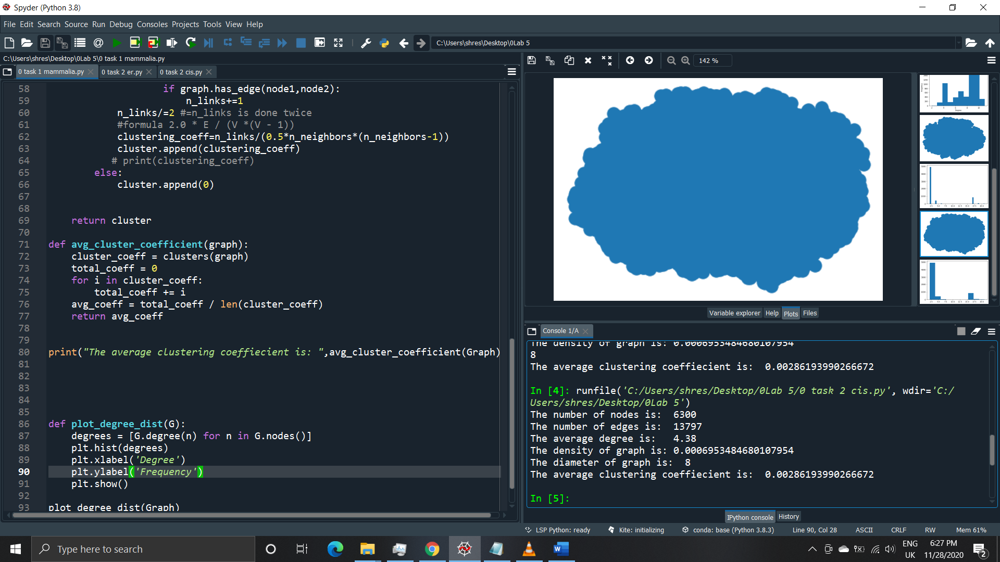 Spyder (Python 3.8)
File Edit Search Source Run Debug Consoles Projects Tools View Help
C:\Users\shres\Desktop\0Lab 5
C:\Users\shres\Desktop\0Lab 5\0 task 1 mammalia.py
0 task 1 mammalia.py
0 task 2 er.py
0 task 2 cis.py
142 %
58 if graph.has_edge(node1,node2):
59 n_links+=1
60 n_links/=2 #=n_links is done twice
61 #formula 2.0 * E / (V *(V - 1))
62 clustering_coeff=n_links/(0.5*n_neighbors*(n_neighbors-1))
63 cluster.append(clustering_coeff)
64 # print(clustering_coeff)
65 else:
66 cluster.append(0)
67
68
69 return cluster
70
71 def avg_cluster_coefficient(graph):
72 cluster_coeff = clusters(graph)
73 total_coeff = 0
74 for i in cluster_coeff:
75 total_coeff += i
76 avg_coeff = total_coeff / len(cluster_coeff)
77 return avg_coeff
78
79
80 print("The average clustering coeffiecient is: ",avg_cluster_coefficient(Graph)
81
82
83
84
85
86 def plot_degree_dist(G):
87 degrees = [G.degree(n) for n in G.nodes()]
88 plt.hist(degrees)
89 plt.xlabel('Degree')
90 plt.ylabel('Frequency')
91 plt.show()
92
93 plot_degree_dist(Graph)
Variable explorer Help Plots Files
Console 1/A
The density of graph is: 0.0006953484680107954
8
The average clustering coeffiecient is:  0.00286193990266672
In [4]: runfile('C:/Users/shres/Desktop/0Lab 5/0 task 2 cis.py', wdir='C:/
Users/shres/Desktop/0Lab 5')
The number of nodes is:  6300
The number of edges is:  13797
The average degree is:   4.38
The density of graph is: 0.0006953484680107954
The diameter of graph is:  8
The average clustering coeffiecient is:  0.00286193990266672
In [5]:
IPython console History
LSP Python: ready Kite: initializing conda: base (Python 3.8.3) Line 90, Col 28 ASCII CRLF RW Mem 61%
Type here to search
ENG
UK
6:27 PM
11/28/2020
2